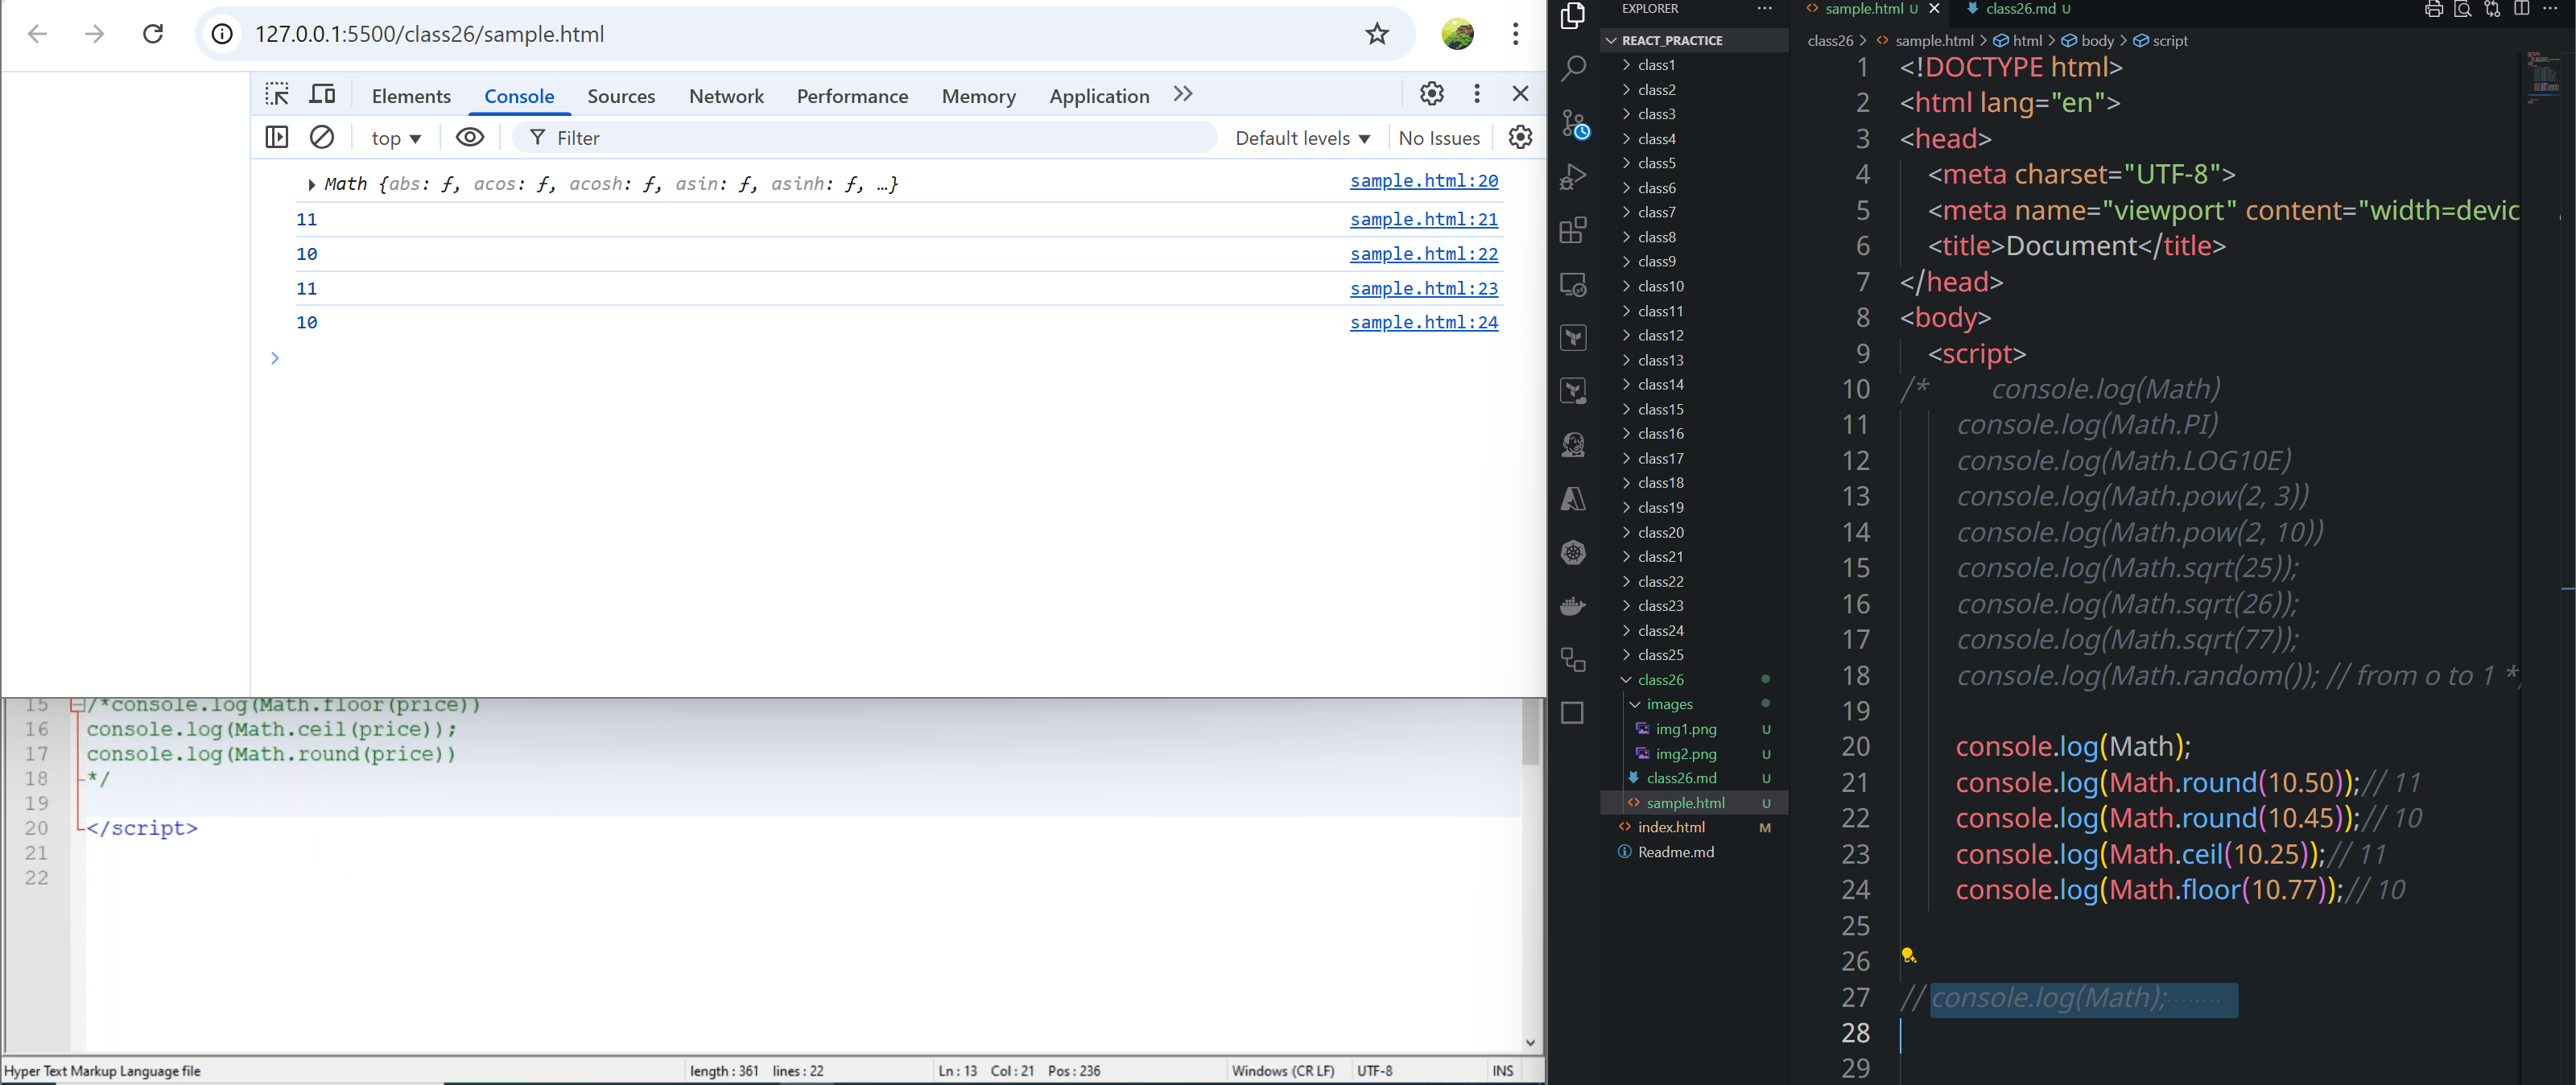 127.0.0.1:5500/class26/sample.html
Elements Console Sources Network Performance Memory Application
top Filter Default levels No Issues
Math {abs: ƒ, acos: ƒ, acosh: ƒ, asin: ƒ, asinh: ƒ, …} sample.html:20
11 sample.html:21
10 sample.html:22
11 sample.html:23
10 sample.html:24
15 /*console.log(Math.floor(price))
16 console.log(Math.ceil(price));
17 console.log(Math.round(price))
18 */
19
20 </script>
21
22
Hyper Text Markup Language file length : 361 lines : 22 Ln : 13 Col : 21 Pos : 236 Windows (CR LF) UTF-8 INS
EXPLORER
REACT_PRACTICE
class1
class2
class3
class4
class5
class6
class7
class8
class9
class10
class11
class12
class13
class14
class15
class16
class17
class18
class19
class20
class21
class22
class23
class24
class25
class26
images
img1.png U
img2.png U
class26.md U
sample.html U
index.html M
Readme.md
sample.html U class26.md U
class26 > sample.html > html > body > script
1 <!DOCTYPE html>
2 <html lang="en">
3 <head>
4 <meta charset="UTF-8">
5 <meta name="viewport" content="width=devic
6 <title>Document</title>
7 </head>
8 <body>
9 <script>
10 /* console.log(Math)
11 console.log(Math.PI)
12 console.log(Math.LOG10E)
13 console.log(Math.pow(2, 3))
14 console.log(Math.pow(2, 10))
15 console.log(Math.sqrt(25));
16 console.log(Math.sqrt(26));
17 console.log(Math.sqrt(77));
18 console.log(Math.random()); // from o to 1 *
19
20 console.log(Math);
21 console.log(Math.round(10.50));// 11
22 console.log(Math.round(10.45));// 10
23 console.log(Math.ceil(10.25));// 11
24 console.log(Math.floor(10.77));// 10
25
26
27 // console.log(Math);
28
29